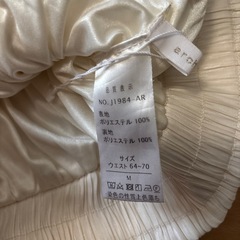 品質表示
NO. J1984-AR
表地
ポリエステル 100%
裏地
ポリエステル 100%
サイズ
ウエスト 64~70
M